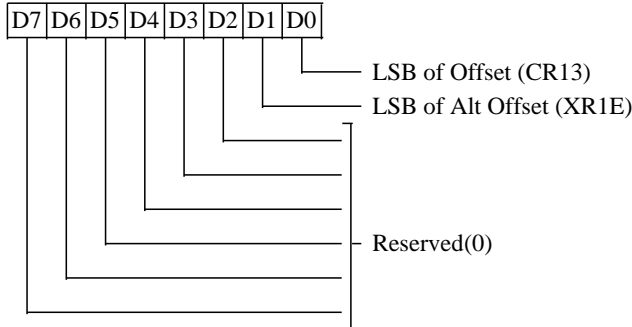 D7 D6 D5 D4 D3 D2 D1 D0
LSB of Offset (CR13)
LSB of Alt Offset (XR1E)
Reserved(0)